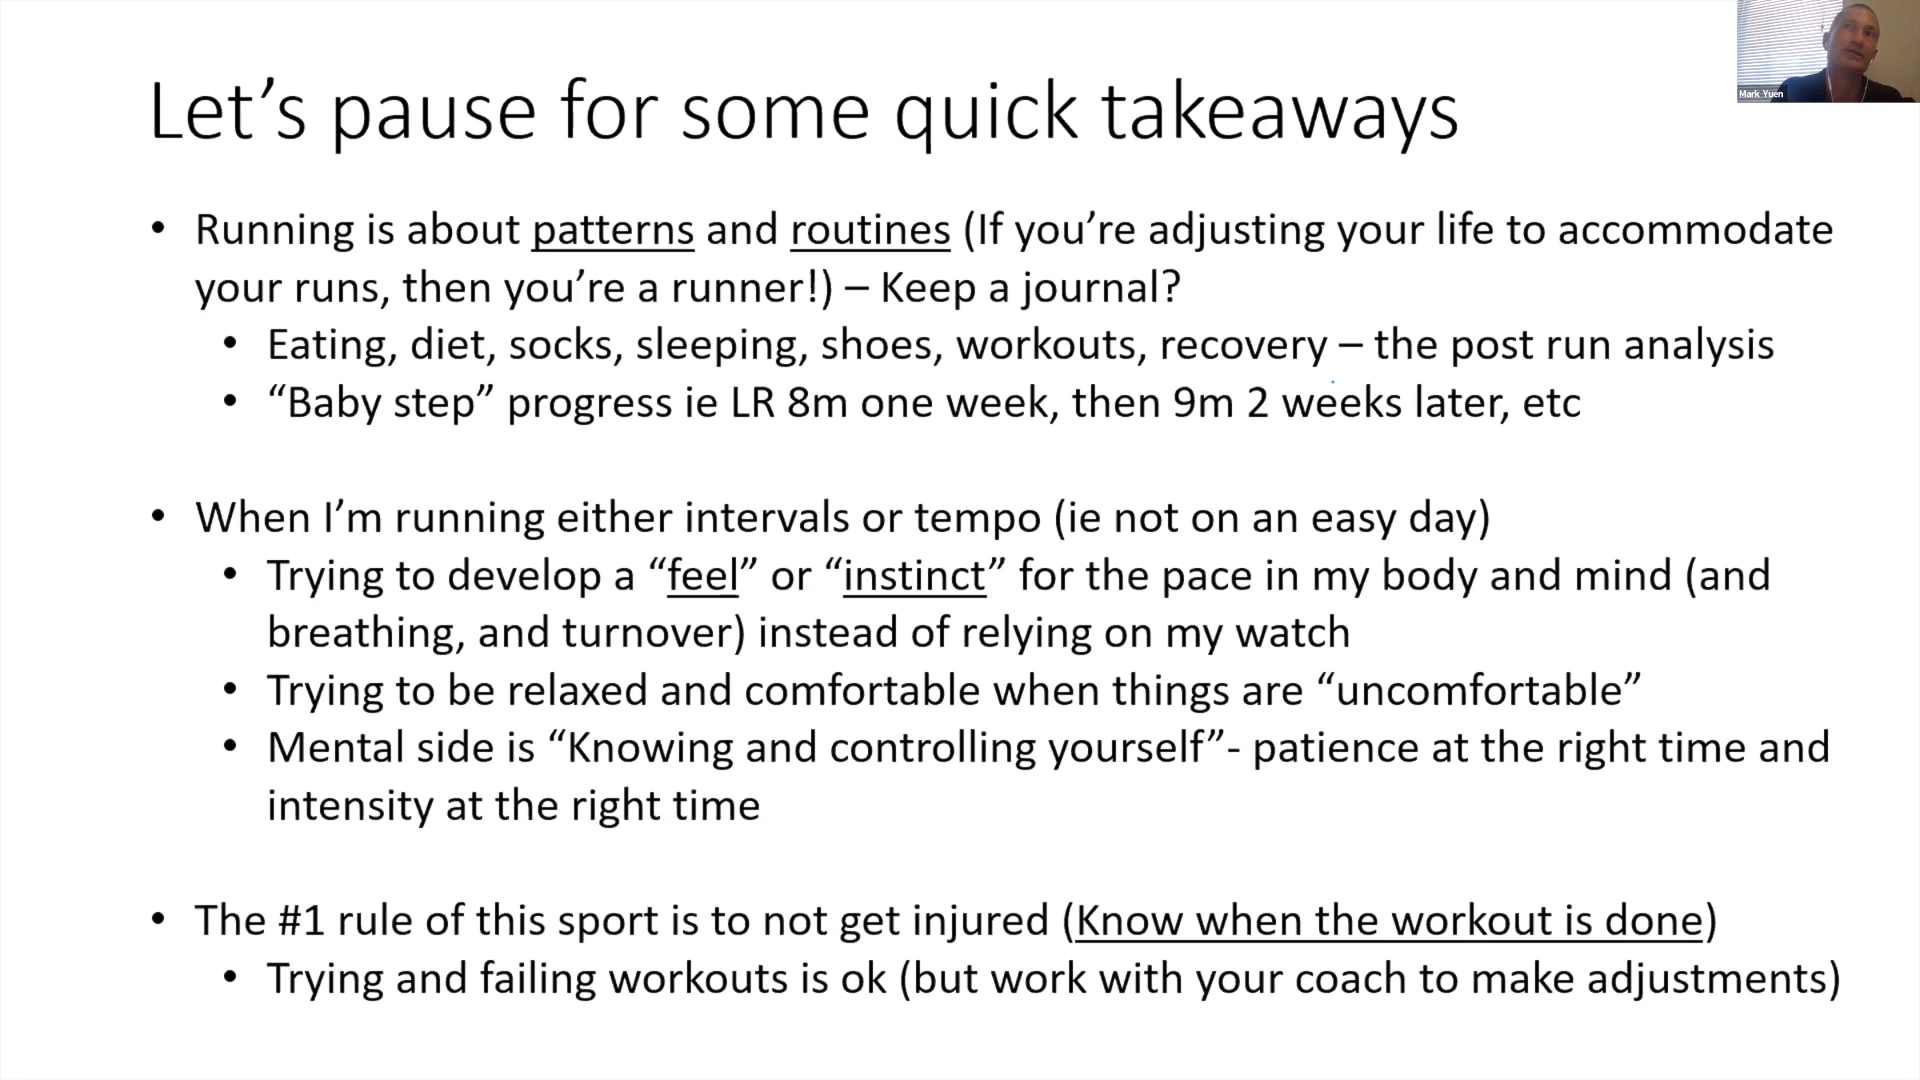 Let’s pause for some quick takeaways
Mark Yuen
• Running is about patterns and routines (If you’re adjusting your life to accommodate
your runs, then you’re a runner!) – Keep a journal?
• Eating, diet, socks, sleeping, shoes, workouts, recovery – the post run analysis
• “Baby step” progress ie LR 8m one week, then 9m 2 weeks later, etc
• When I’m running either intervals or tempo (ie not on an easy day)
• Trying to develop a “feel” or “instinct” for the pace in my body and mind (and
breathing, and turnover) instead of relying on my watch
• Trying to be relaxed and comfortable when things are “uncomfortable”
• Mental side is “Knowing and controlling yourself”- patience at the right time and
intensity at the right time
• The #1 rule of this sport is to not get injured (Know when the workout is done)
• Trying and failing workouts is ok (but work with your coach to make adjustments)